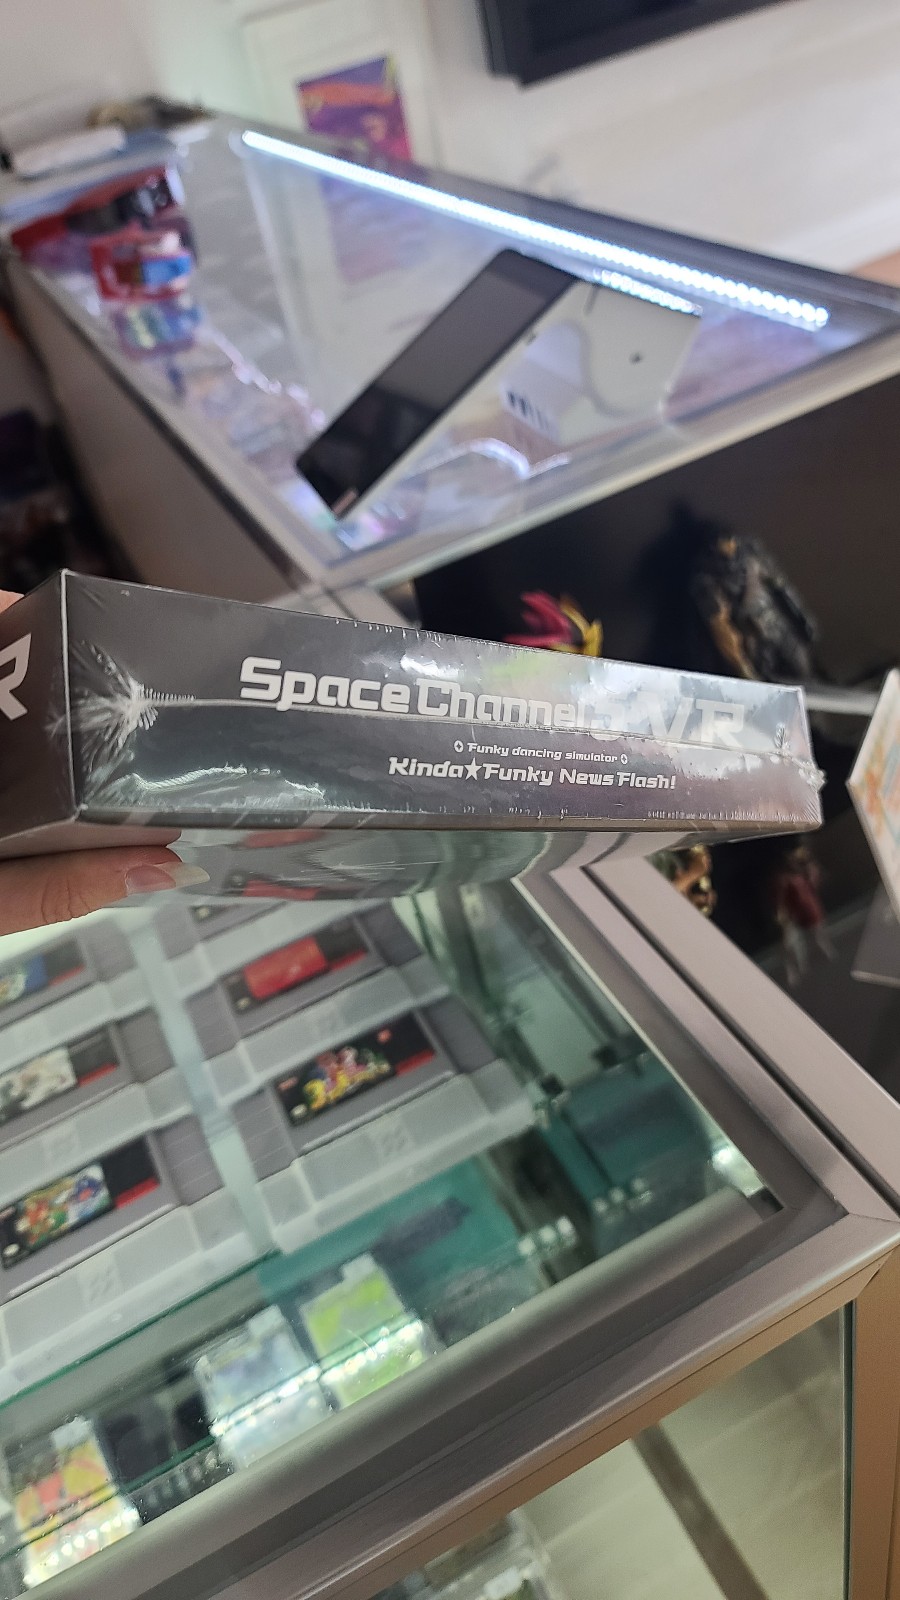 Space Channel 5 VR
Funky dancing simulator
Kinda★Funky News Flash!
R